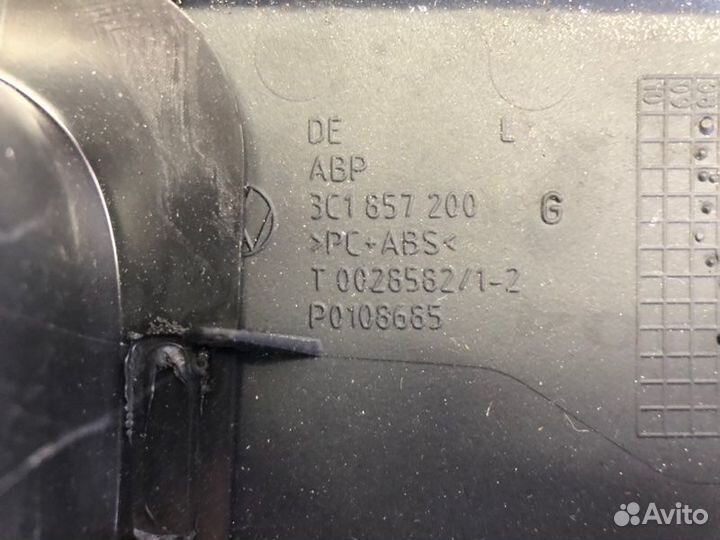 DE L
ABP
3C1 857 200 G
>PC+ABS<
T 0028582/1-2
P0108685
Avito